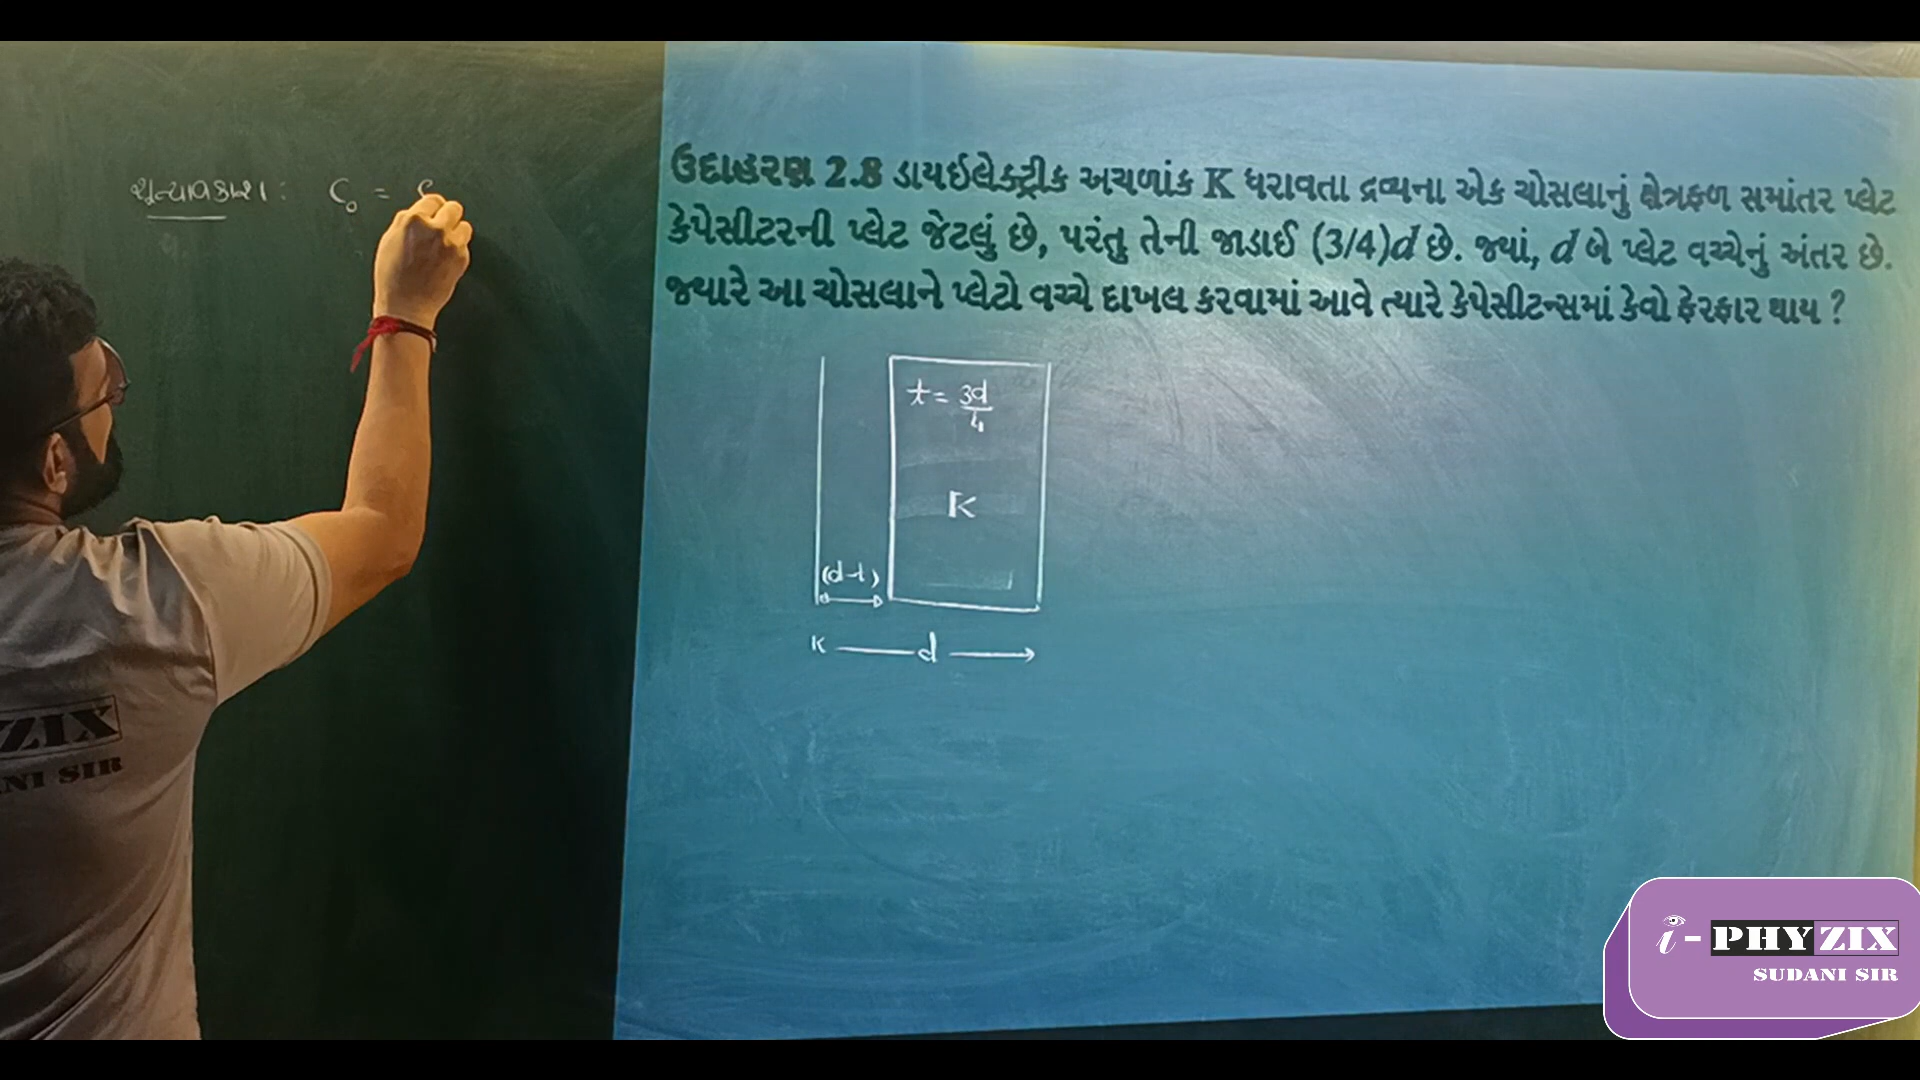 શૂન્યાવકાશ : C₀ =
ઉદાહરણ 2.8 ડાયઇલેક્ટ્રીક અચળાંક K ધરાવતા દ્રવ્યના એક ચોસલાનું ક્ષેત્રફળ સમાંતર પ્લેટ
કેપેસીટરની પ્લેટ જેટલું છે, પરંતુ તેની જાડાઈ (3/4)d છે. જ્યાં, d બે પ્લેટ વચ્ચેનું અંતર છે.
જ્યારે આ ચોસલાને પ્લેટો વચ્ચે દાખલ કરવામાં આવે ત્યારે કેપેસીટન્સમાં કેવો ફેરફાર થાય ?
t = 3d/4
K
(d-t)
d
ZIX
ANI SIR
i-PHYZIX
SUDANI SIR